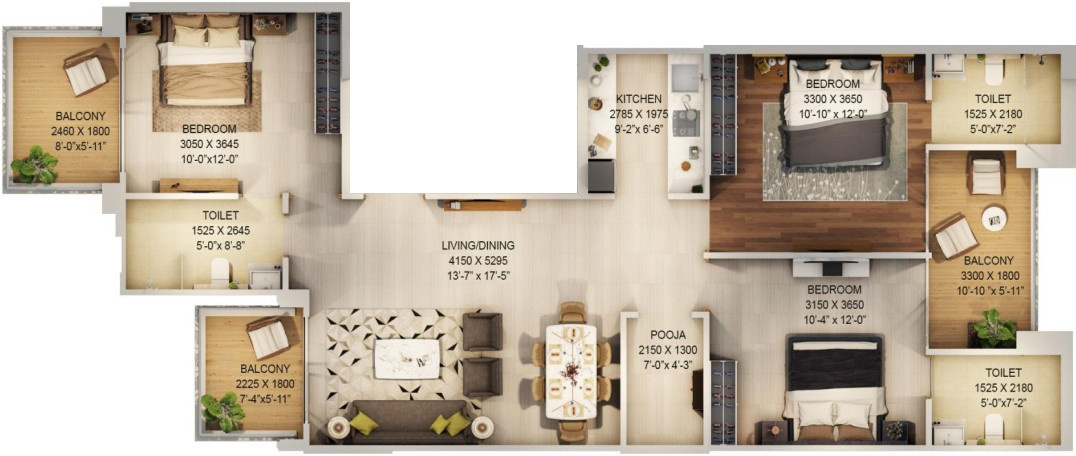 BALCONY
2460 X 1800
8'-0"x5'-11"
BEDROOM
3050 X 3645
10'-0"x12'-0"
TOILET
1525 X 2645
5'-0"x 8'-8"
BALCONY
2225 X 1800
7'-4"x5'-11"
LIVING/DINING
4150 X 5295
13'-7" x 17'-5"
KITCHEN
2785 X 1975
9'-2"x 6'-6"
POOJA
2150 X 1300
7'-0"x 4'-3"
BEDROOM
3300 X 3650
10'-10" x 12'-0"
TOILET
1525 X 2180
5'-0"x7'-2"
BALCONY
3300 X 1800
10'-10 "x 5'-11"
BEDROOM
3150 X 3650
10'-4" x 12'-0"
TOILET
1525 X 2180
5'-0"x7'-2"